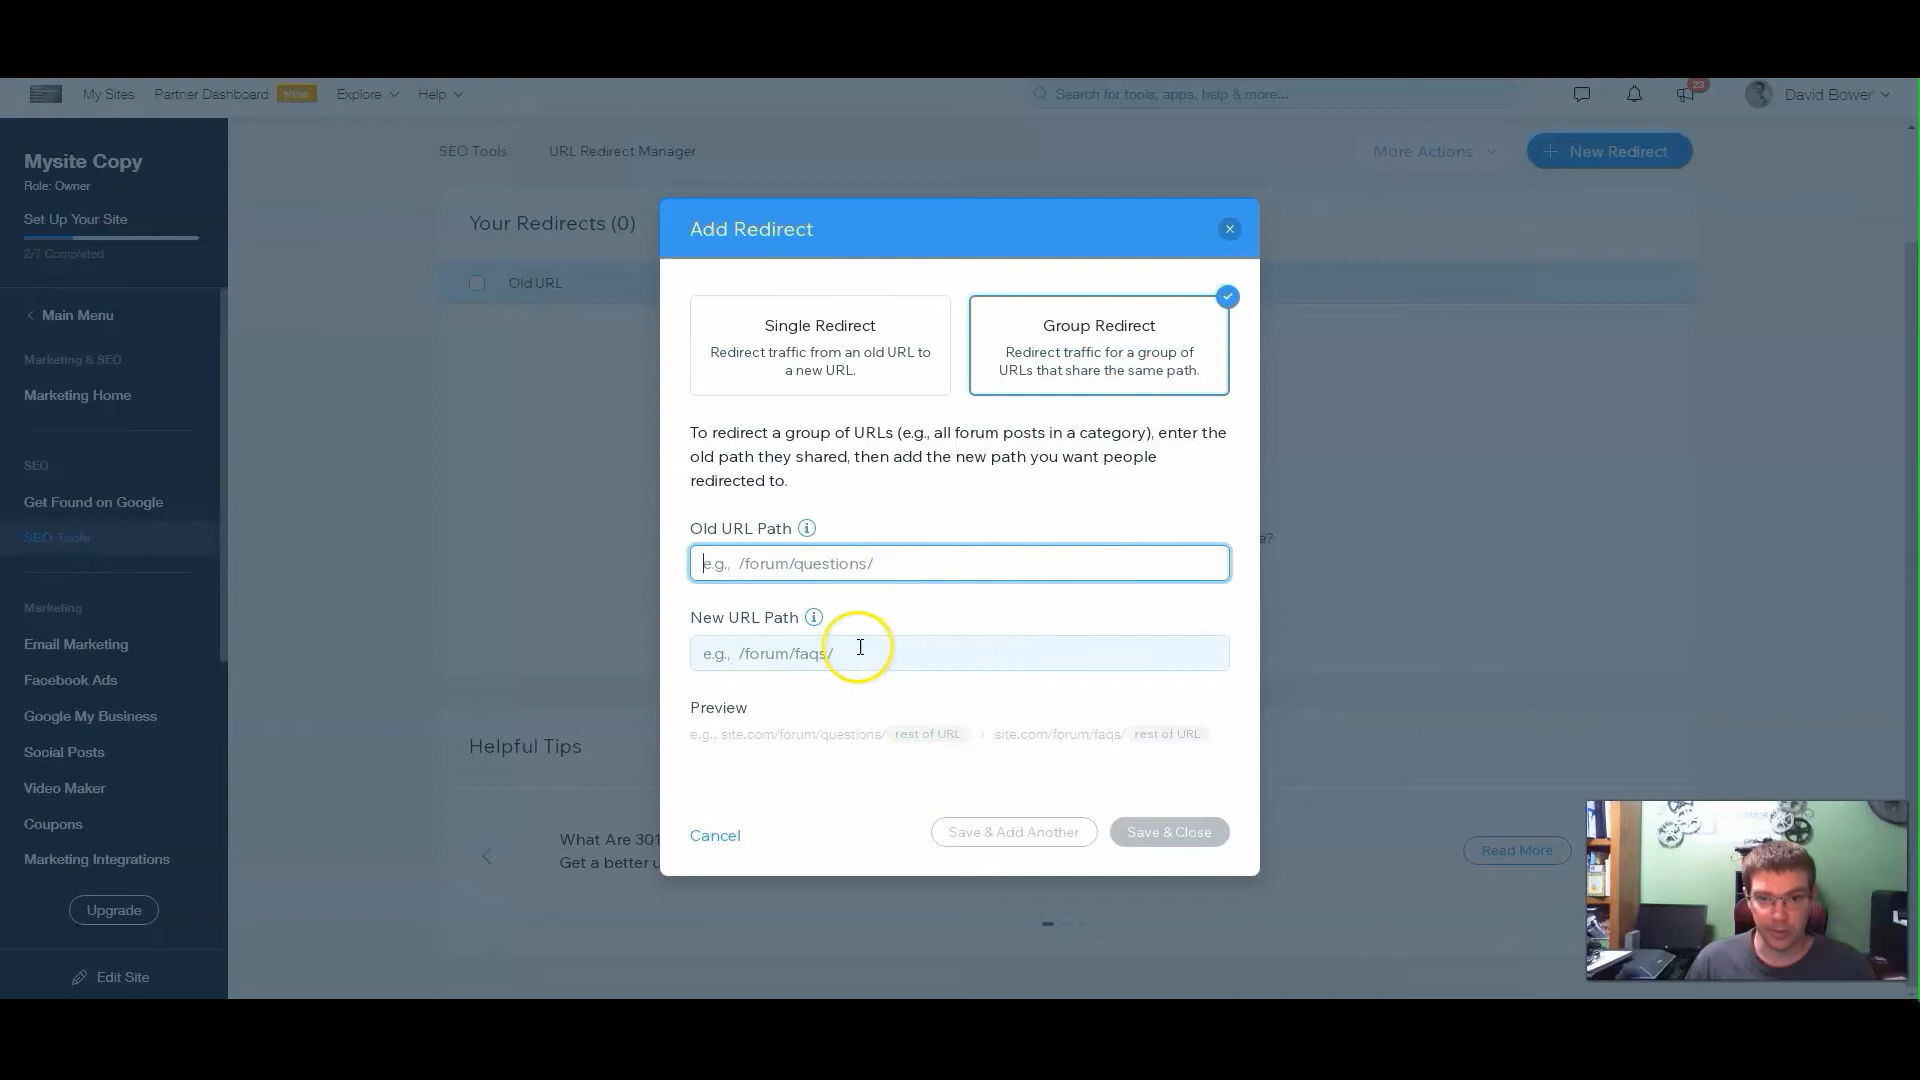 My Sites
Partner Dashboard
NEW
Explore
Help
Search for tools, apps, help & more...
23
David Bower
Mysite Copy
Role: Owner
Set Up Your Site
2/7 Completed
Main Menu
Marketing & SEO
Marketing Home
SEO
Get Found on Google
SEO Tools
Marketing
Email Marketing
Facebook Ads
Google My Business
Social Posts
Video Maker
Coupons
Marketing Integrations
Upgrade
Edit Site
SEO Tools
URL Redirect Manager
More Actions
+ New Redirect
Your Redirects (0)
Old URL
Add Redirect
Single Redirect
Redirect traffic from an old URL to
a new URL.
Group Redirect
Redirect traffic for a group of
URLs that share the same path.
To redirect a group of URLs (e.g., all forum posts in a category), enter the
old path they shared, then add the new path you want people
redirected to.
Old URL Path
e.g., /forum/questions/
New URL Path
e.g., /forum/faqs/
Preview
e.g., site.com/forum/questions/ rest of URL › site.com/forum/faqs/ rest of URL
Cancel
Save & Add Another
Save & Close
e?
Helpful Tips
What Are 301
Get a better u
Read More